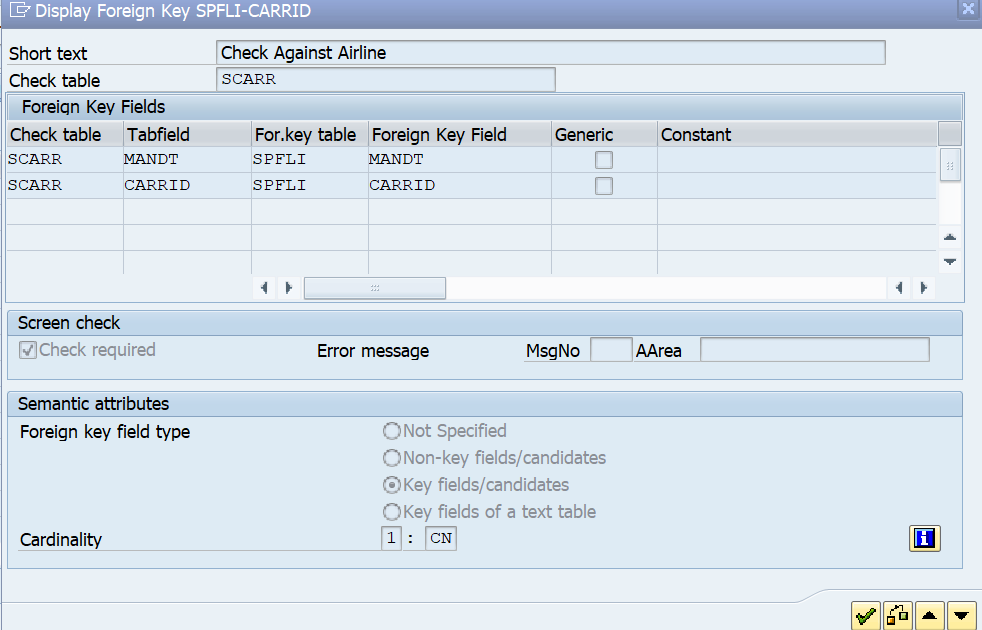 Display Foreign Key SPFLI-CARRID
Short text Check Against Airline
Check table SCARR
Foreign Key Fields
Check table Tabfield For.key table Foreign Key Field Generic Constant
SCARR MANDT SPFLI MANDT
SCARR CARRID SPFLI CARRID
Screen check
Check required Error message MsgNo AArea
Semantic attributes
Foreign key field type Not Specified
Non-key fields/candidates
Key fields/candidates
Key fields of a text table
Cardinality 1 : CN